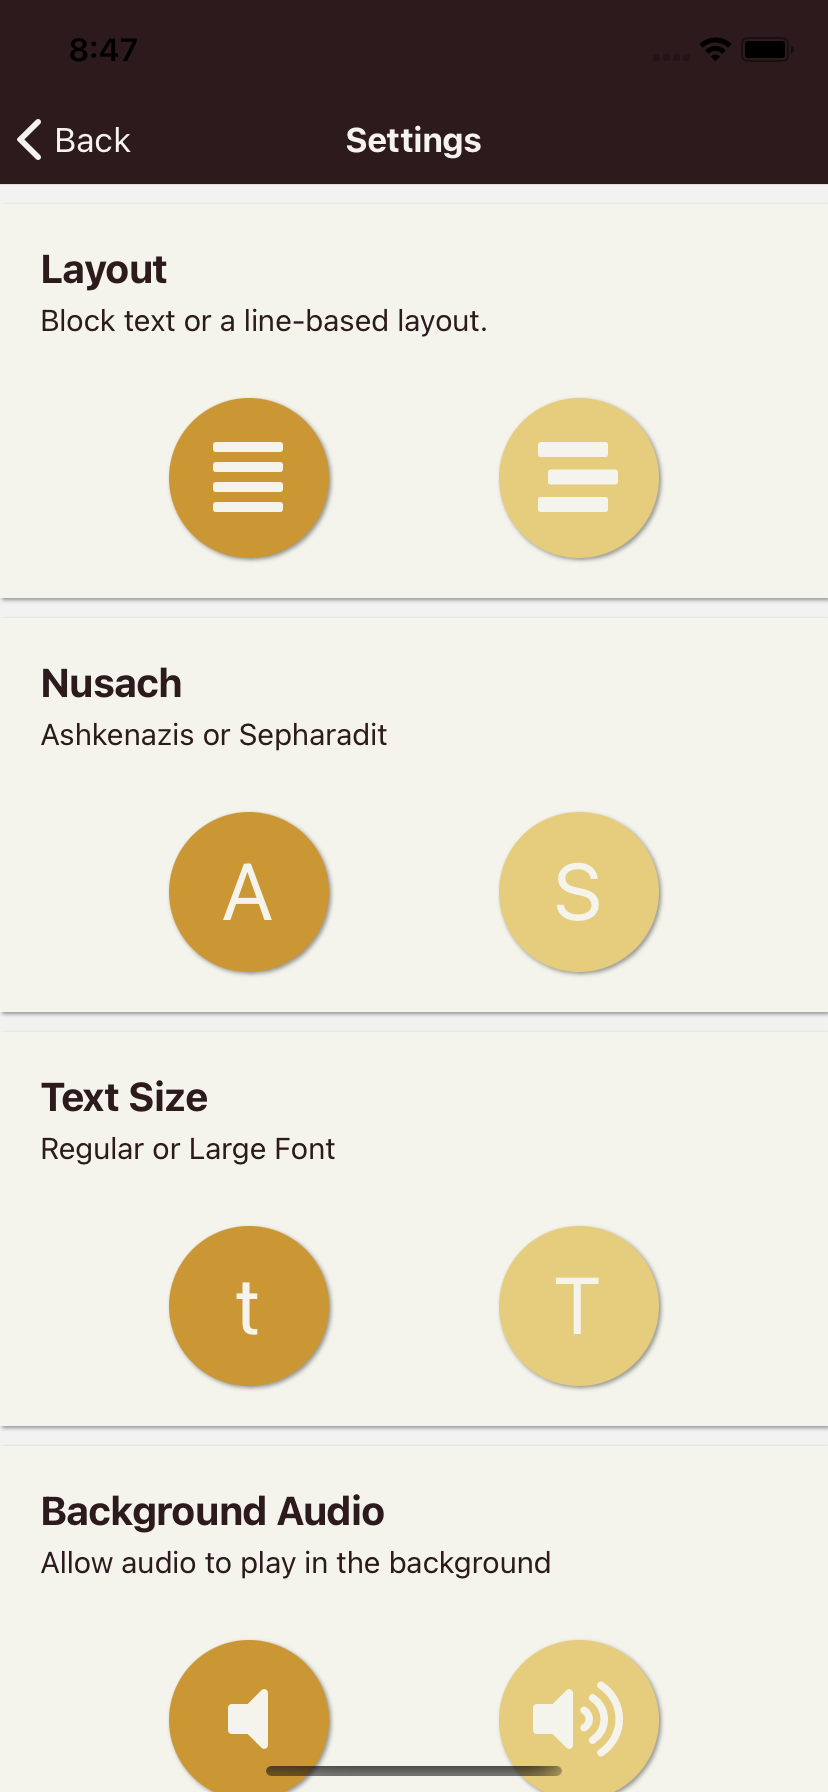 8:47
Back
Settings
Layout
Block text or a line-based layout.
Nusach
Ashkenazis or Sepharadit
A
S
Text Size
Regular or Large Font
t
T
Background Audio
Allow audio to play in the background